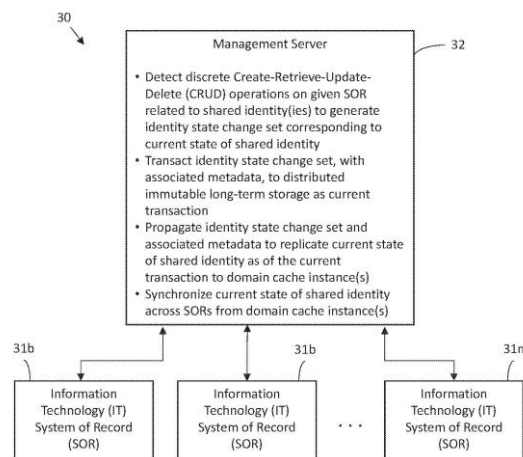 30
32
Management Server
• Detect discrete Create-Retrieve-Update-
Delete (CRUD) operations on given SOR
related to shared identity(ies) to generate
identity state change set corresponding to
current state of shared identity
• Transact identity state change set, with
associated metadata, to distributed
immutable long-term storage as current
transaction
• Propagate identity state change set and
associated metadata to replicate current state
of shared identity as of the current
transaction to domain cache instance(s)
• Synchronize current state of shared identity
across SORs from domain cache instance(s)
31b
31b
31n
Information
Technology (IT)
System of Record
(SOR)
Information
Technology (IT)
System of Record
(SOR)
. . .
Information
Technology (IT)
System of Record
(SOR)